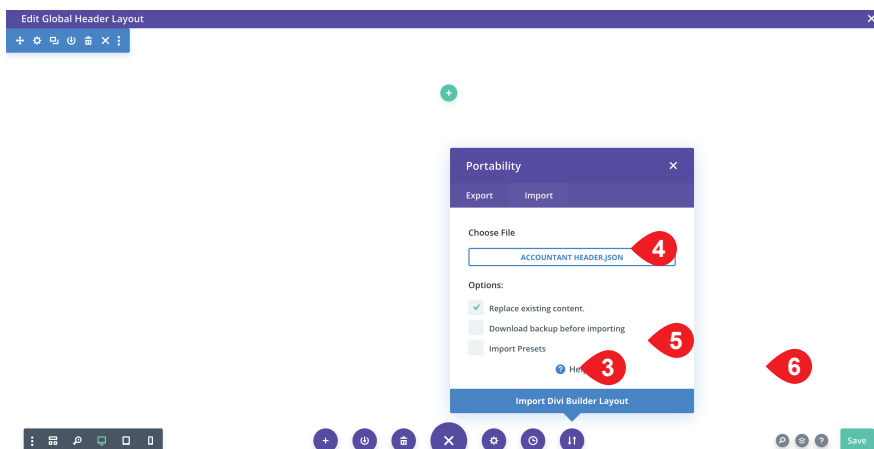 Edit Global Header Layout
Portability
Export Import
Choose File
ACCOUNTANT HEADER.JSON
4
Options:
Replace existing content.
Download backup before importing
5
Import Presets
3
6
Import Divi Builder Layout
Save